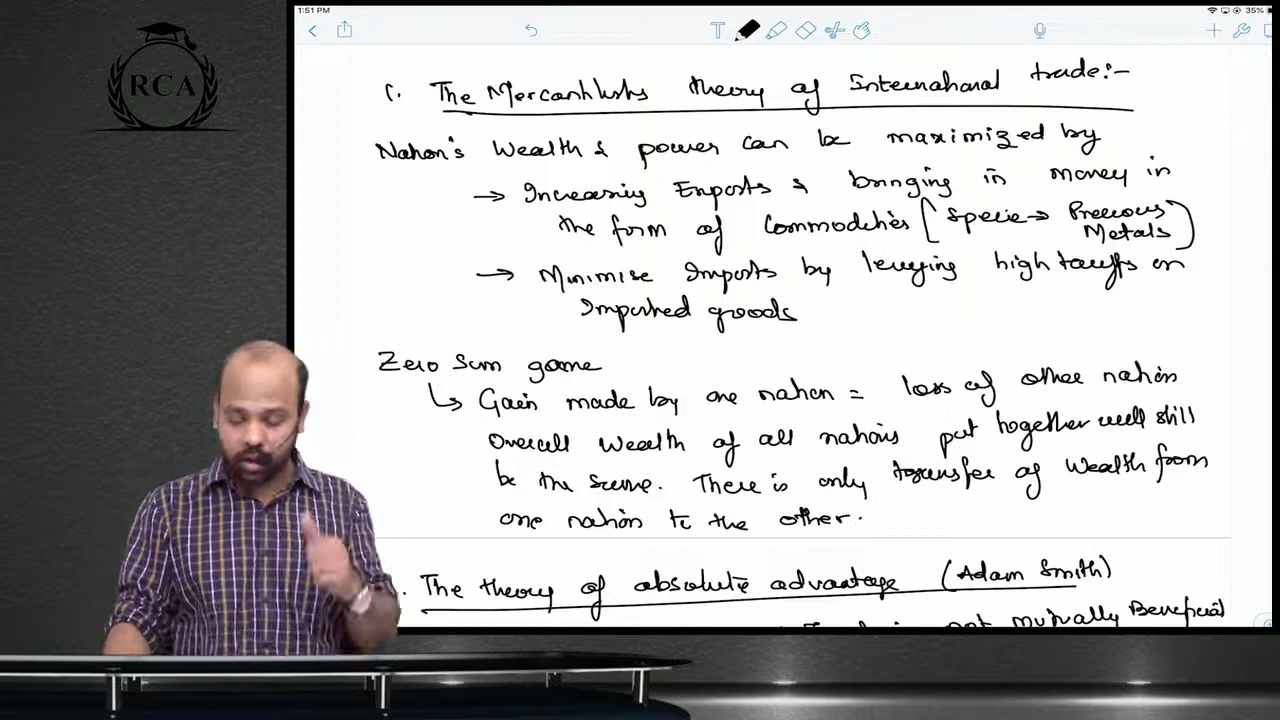 1:51 PM
35%
RCA
T
1. The Mercantilists theory of International trade:-
Nation's Wealth & power can be maximized by
→ Increasing Exports & bringing in money in
the form of Commodities (Specie → Precious
Metals)
→ Minimise Imports by levying high tariffs on
Imported goods
Zero Sum game
↳ Gain made by one nation = loss of other nation
Overall Wealth of all nations put together will still
be the same. There is only transfer of Wealth from
one nation to the other.
The theory of absolute advantage (Adam Smith)
not mutually Beneficial